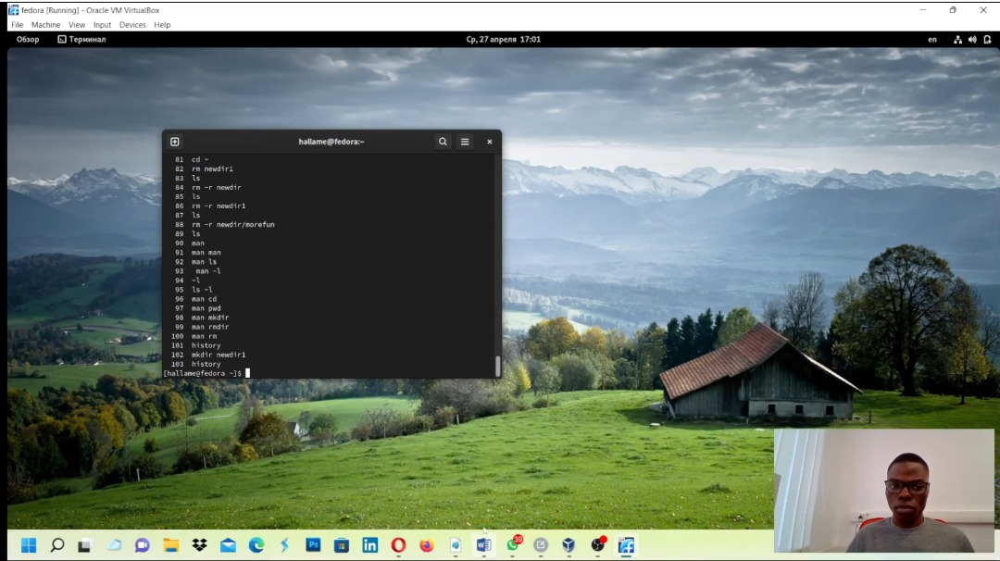 fedora [Running] - Oracle VM VirtualBox
File Machine View Input Devices Help
Обзор Терминал Ср, 27 апреля 17:01 en
hallame@fedora:~
81 cd ~
82 rm newdir1
83 ls
84 rm -r newdir
85 ls
86 rm -r newdir1
87 ls
88 rm -r newdir/morefun
89 ls
90 man
91 man man
92 man ls
93 man -l
94 -l
95 ls -l
96 man cd
97 man pwd
98 man mkdir
99 man rmdir
100 man rm
101 history
102 mkdir newdir1
103 history
[hallame@fedora ~]$
Ps
in
W
39